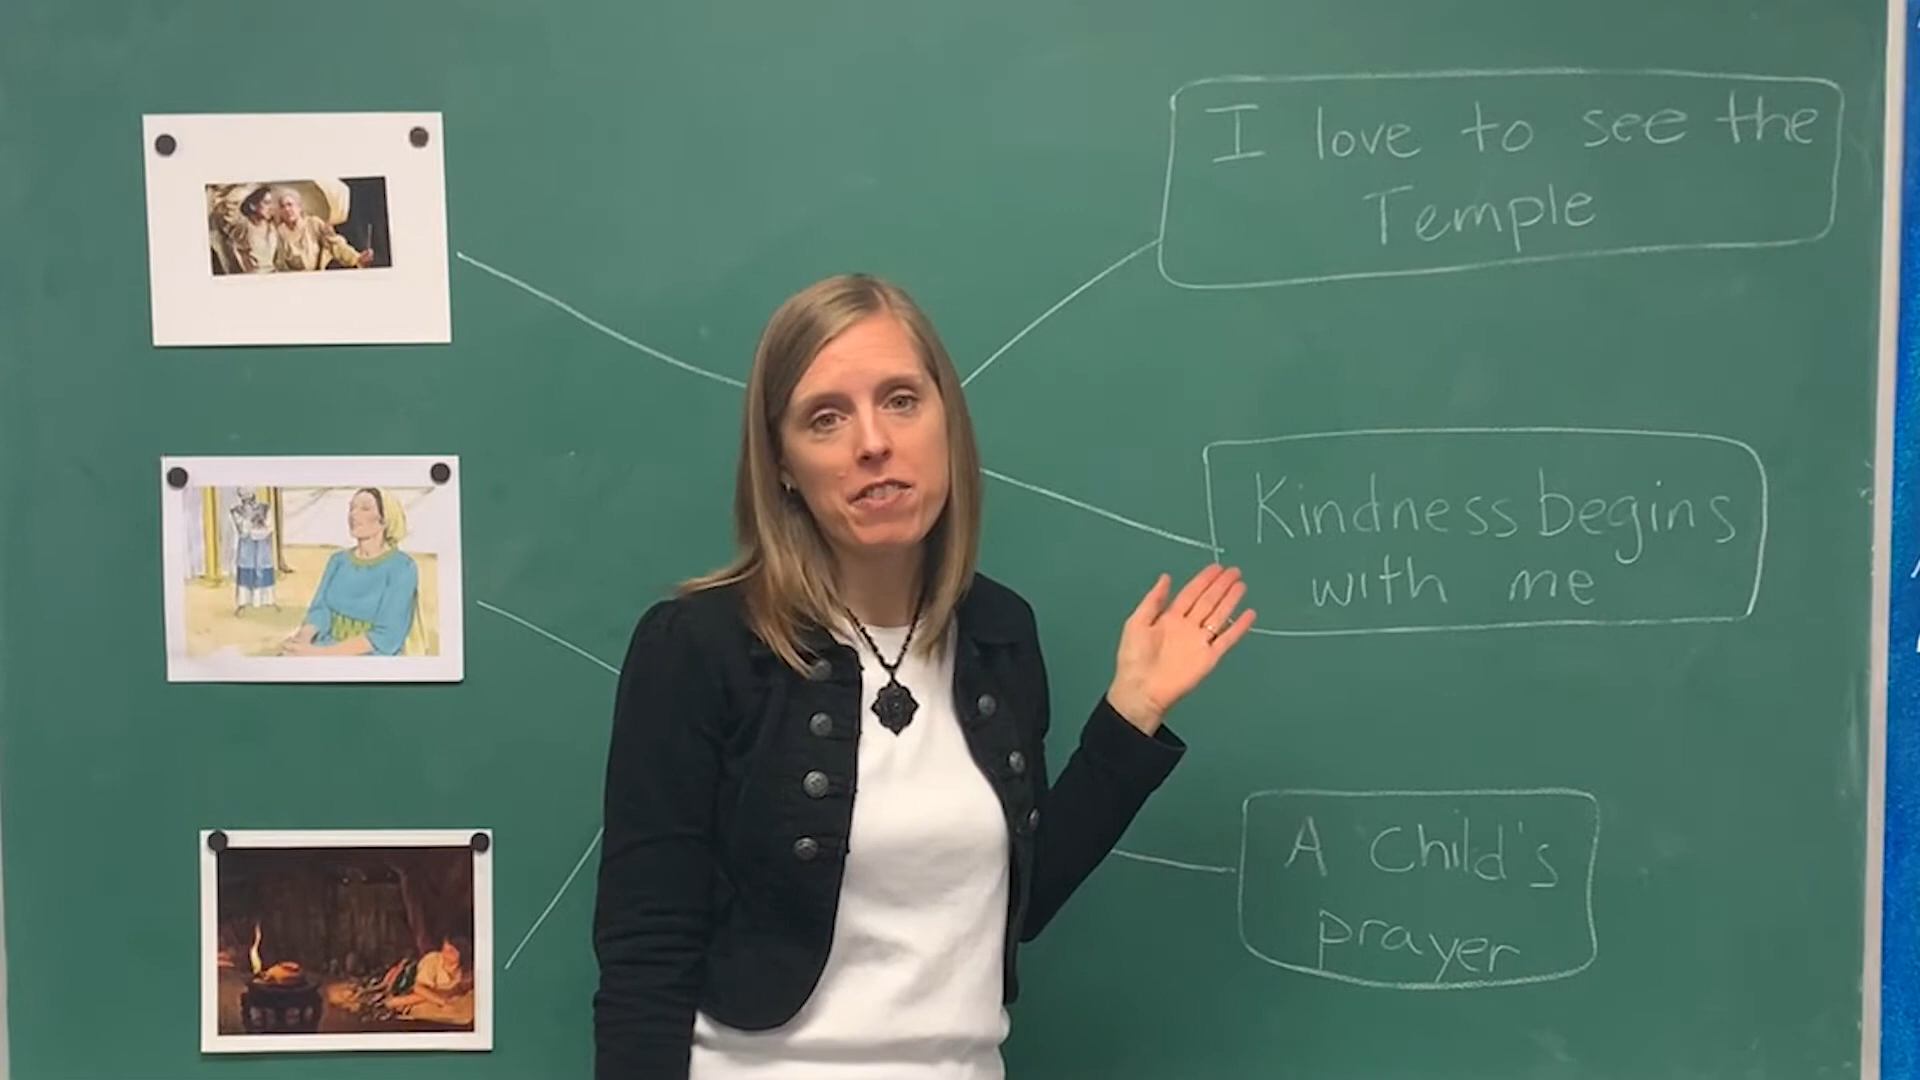 I love to see the
Temple
Kindness begins
with me
A Child's
prayer